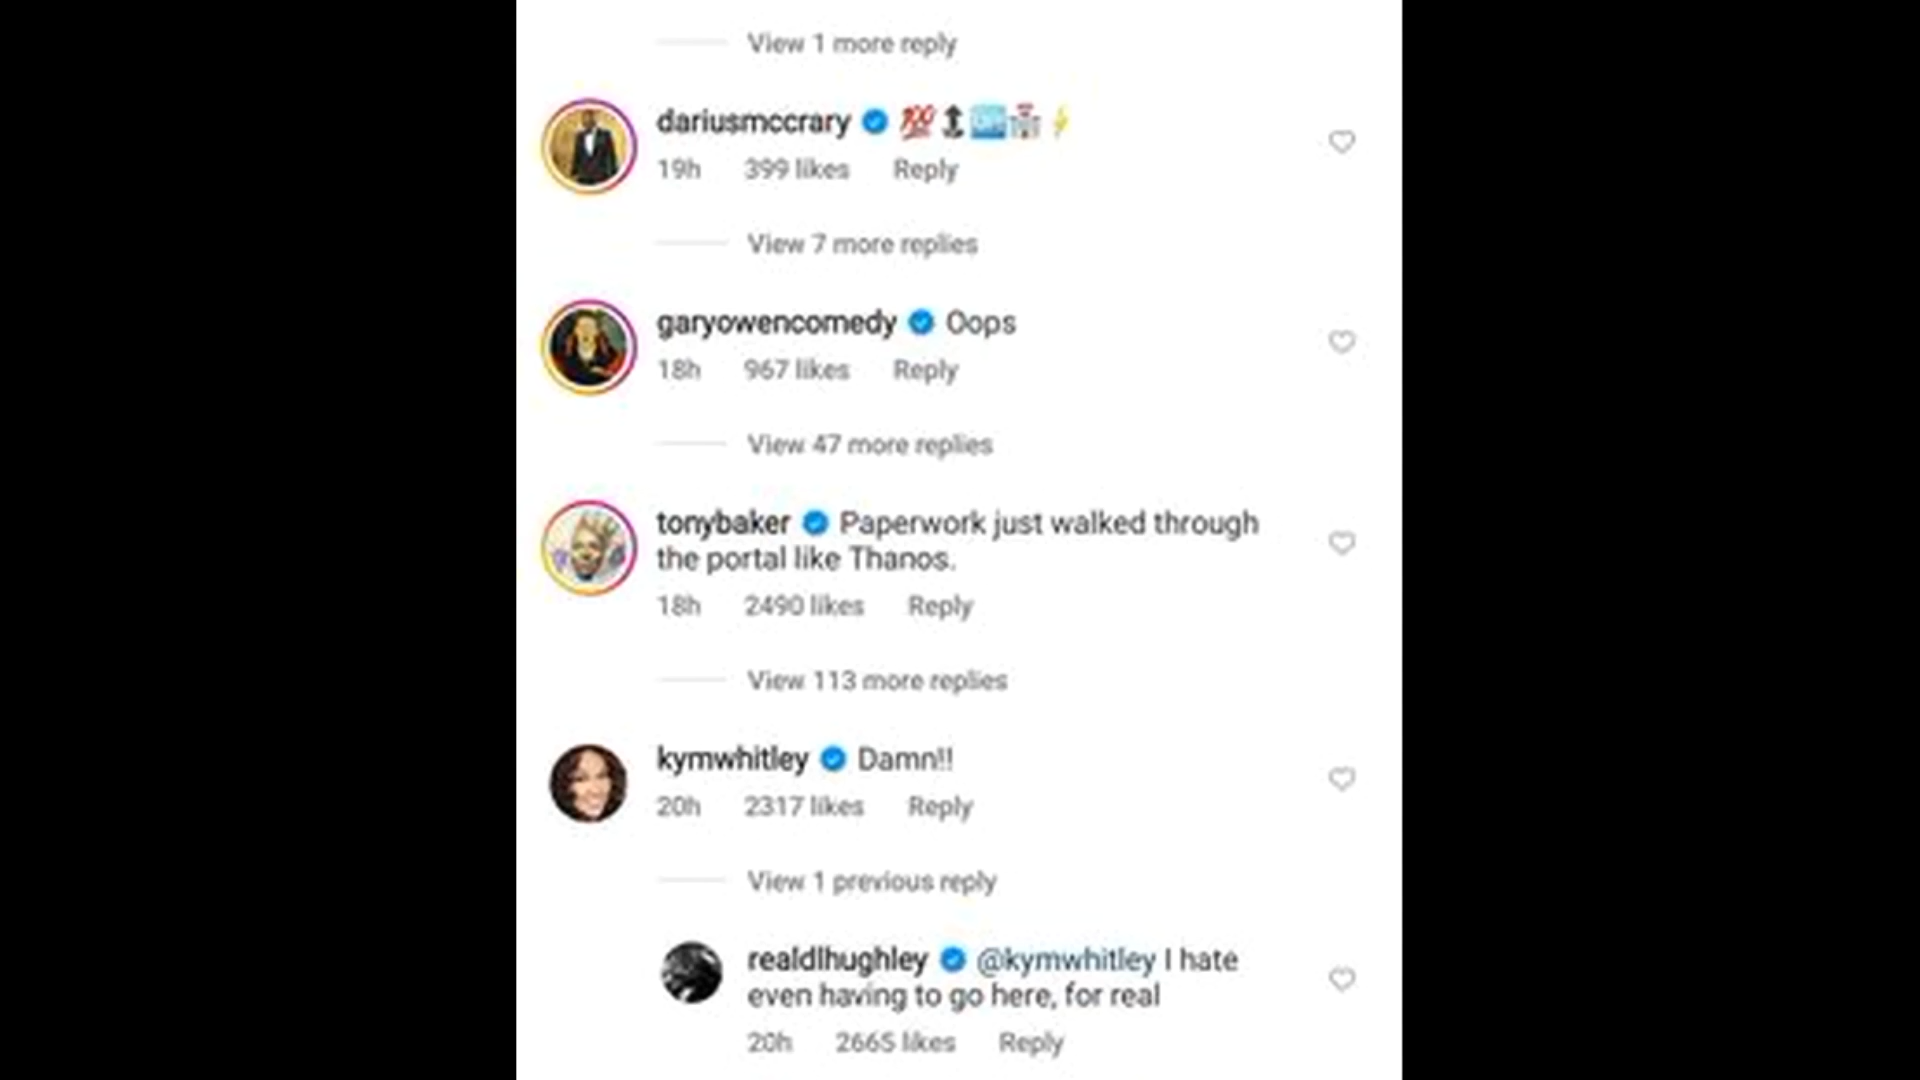 View 1 more reply
dariusmccrary 💯
19h 399 likes Reply
View 7 more replies
garyowencomedy Oops
18h 967 likes Reply
View 47 more replies
tonybaker Paperwork just walked through
the portal like Thanos.
18h 2490 likes Reply
View 113 more replies
kymwhitley Damn!!
20h 2317 likes Reply
View 1 previous reply
realdlhughley @kymwhitley I hate
even having to go here, for real
20h 2665 likes Reply